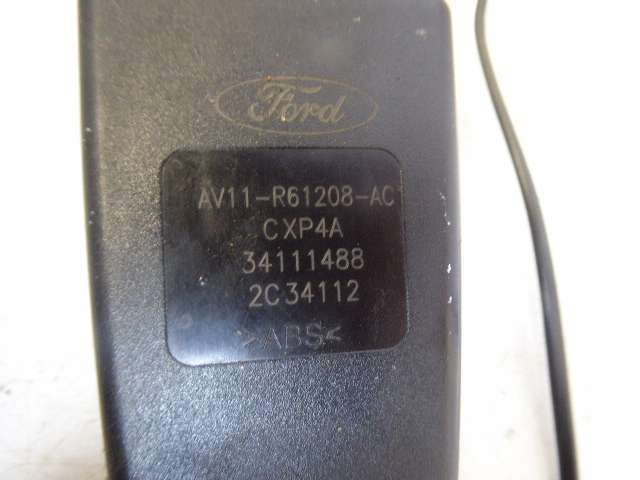 Ford
AV11-R61208-AC
CXP4A
34111488
2C34112
>ABS<